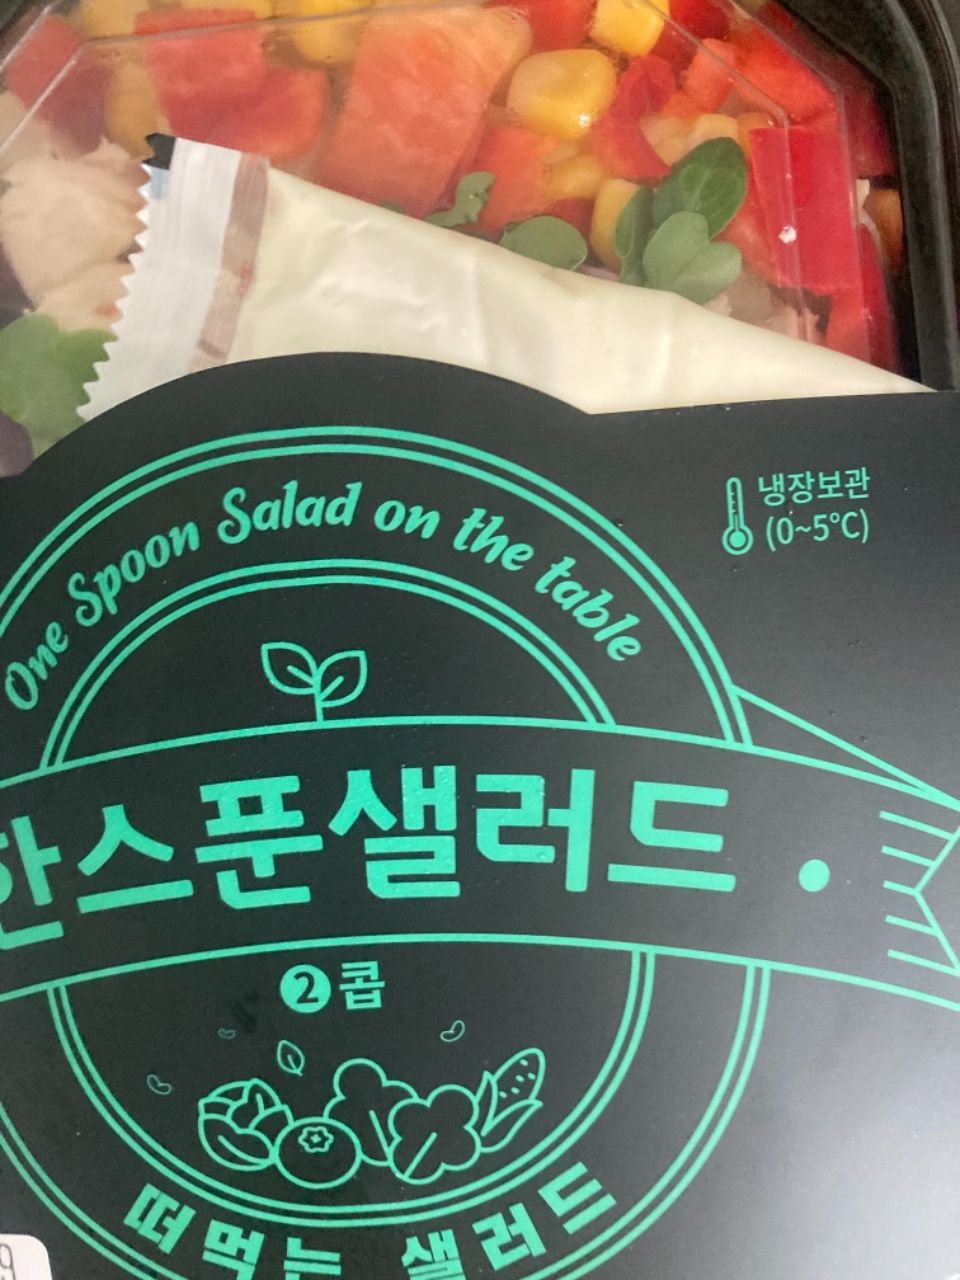 One Spoon Salad on the table
냉장보관
(0~5°C)
한스푼샐러드
2콥
떠먹는 샐러드
9